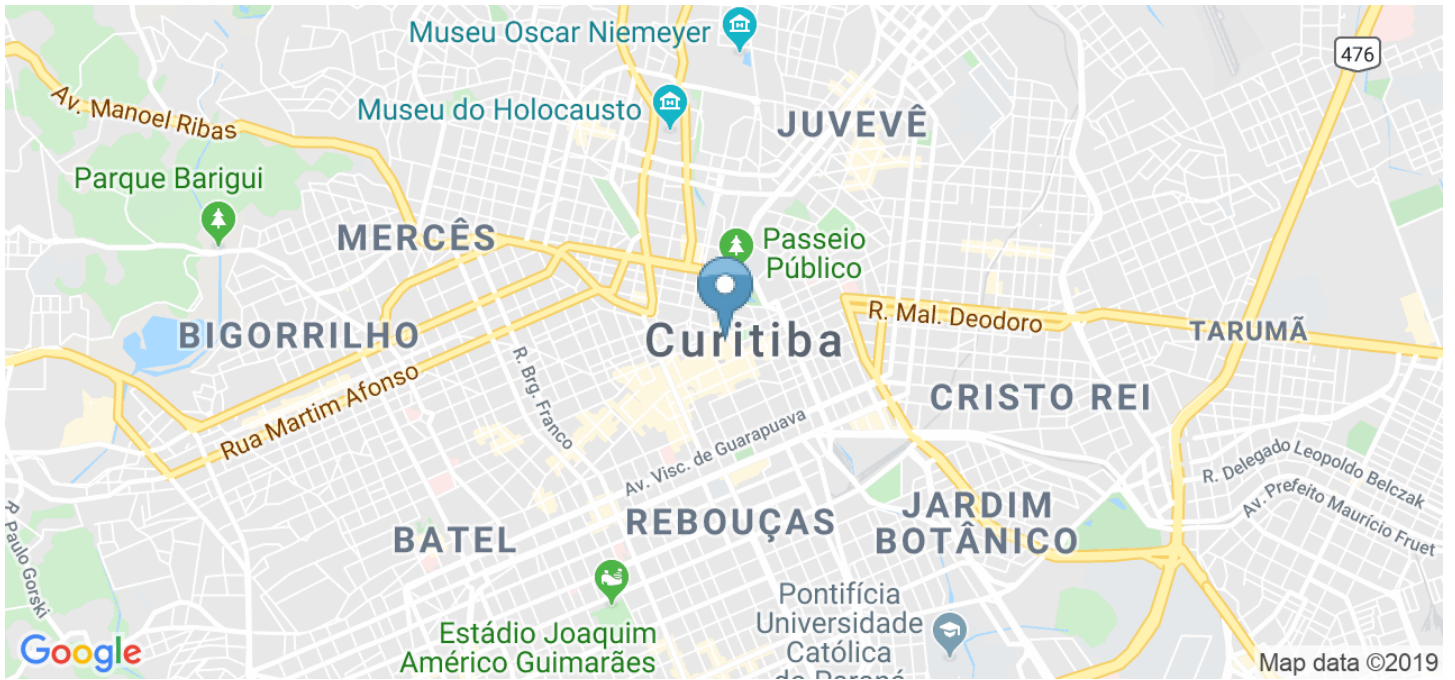 Museu Oscar Niemeyer
476
Av. Manoel Ribas
Museu do Holocausto
JUVEVÊ
Parque Barigui
MERCÊS
Passeio
Público
R. Mal. Deodoro
BIGORRILHO
Curitiba
TARUMÃ
R. Brg. Franco
Rua Martim Afonso
CRISTO REI
Av. Visc. de Guarapuava
R. Delegado Leopoldo Belczak
Av. Prefeito Maurício Fruet
R. Paulo Gorski
BATEL
REBOUÇAS
JARDIM
BOTÂNICO
Estádio Joaquim
Américo Guimarães
Pontifícia
Universidade
Católica
do Paraná
Google
Map data ©2019